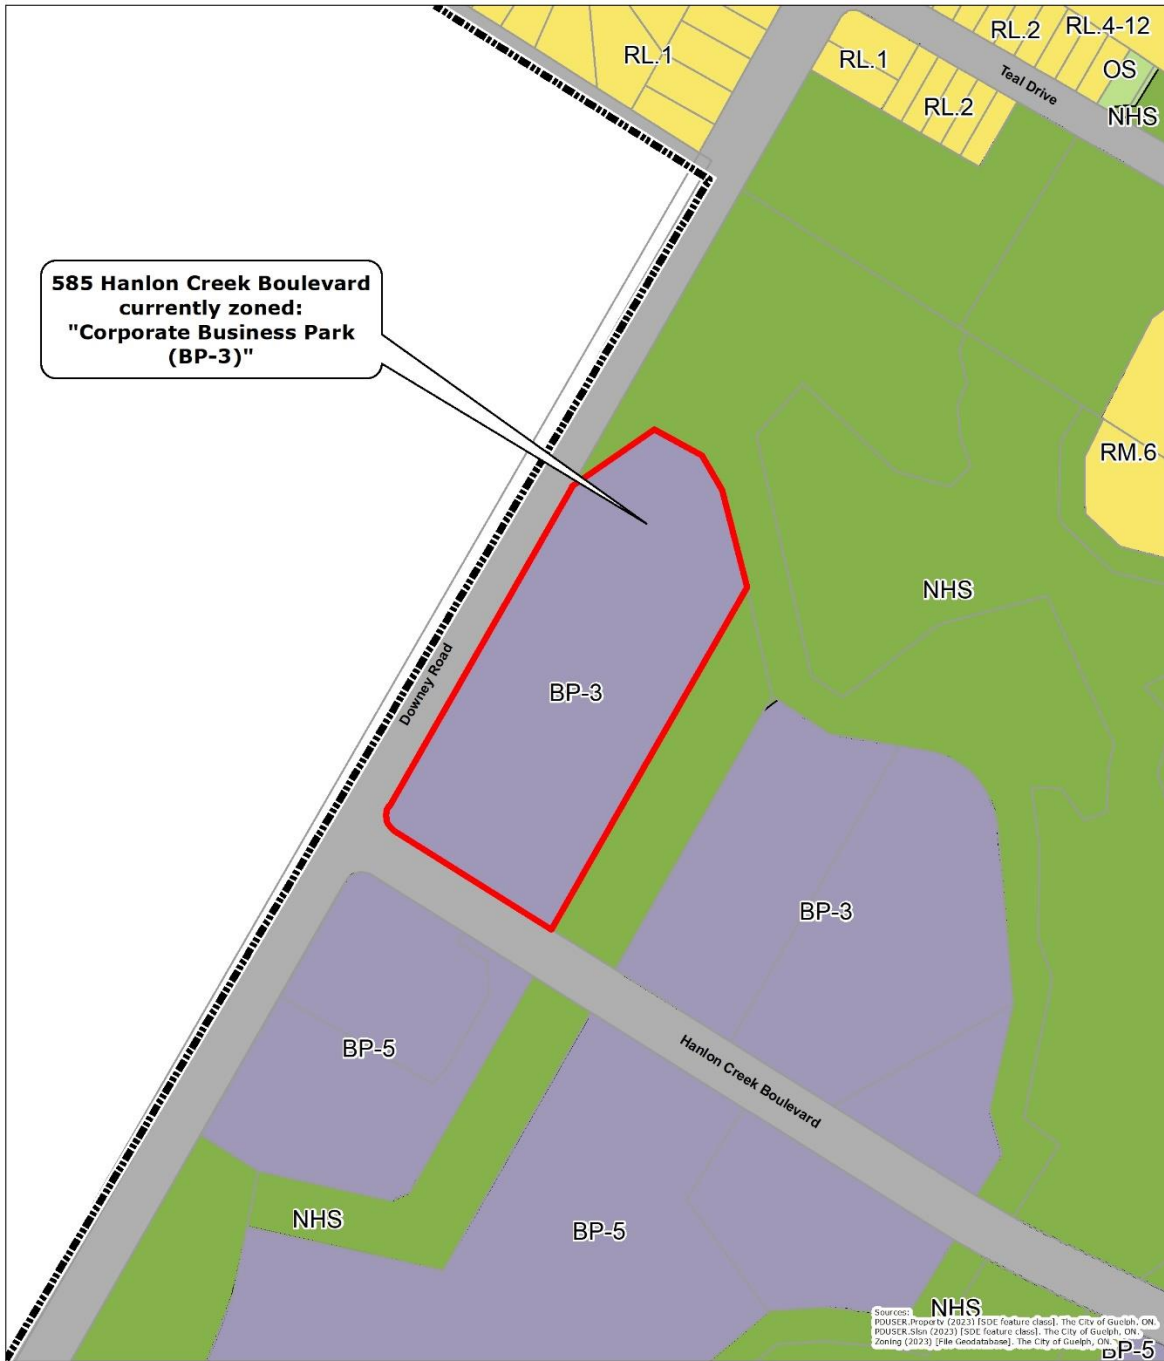 RL.1
RL.2
RL.4-12
RL.1
OS
Teal Drive
RL.2
NHS
585 Hanlon Creek Boulevard
currently zoned:
"Corporate Business Park
(BP-3)"
RM.6
NHS
Downey Road
BP-3
BP-3
BP-5
Hanlon Creek Boulevard
NHS
BP-5
NHS
Sources:
PDUSER.Property (2023) [SDE feature class]. The City of Guelph, ON.
PDUSER.Slsn (2023) [SDE feature class]. The City of Guelph, ON.
Zoning (2023) [File Geodatabase]. The City of Guelph, ON.
BP-5